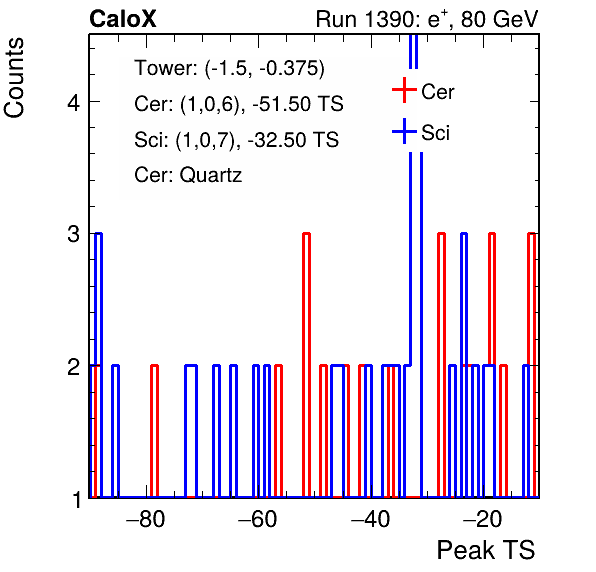 CaloX Run 1390: e⁺, 80 GeV
Counts
Tower: (-1.5, -0.375)
Cer: (1,0,6), -51.50 TS
Sci: (1,0,7), -32.50 TS
Cer: Quartz
Cer
Sci
4
3
2
1
−80 −60 −40 −20
Peak TS